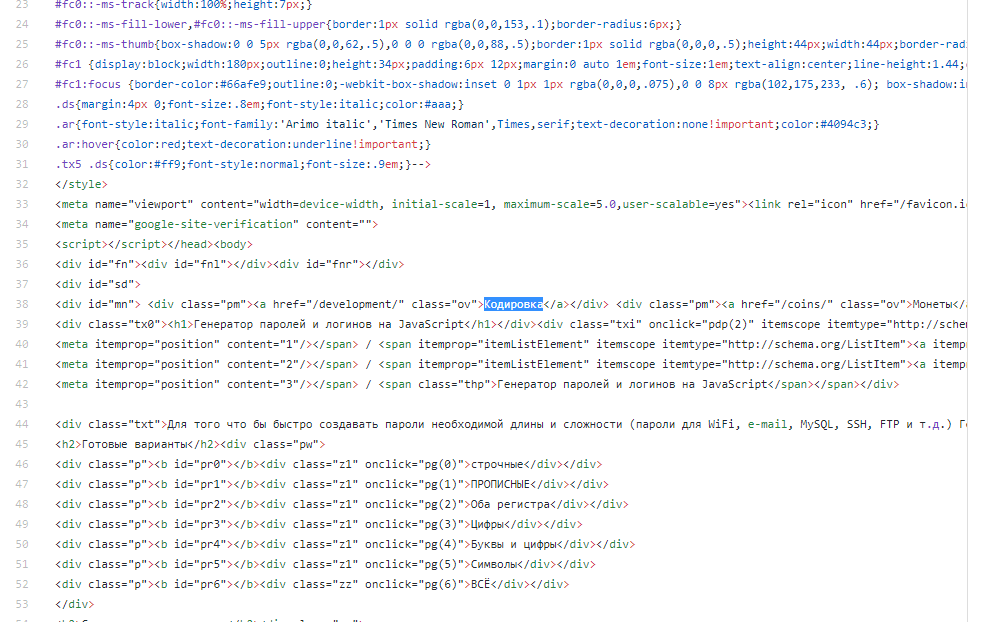 23 #fc0::-ms-track{width:100%;height:7px;}
24 #fc0::-ms-fill-lower,#fc0::-ms-fill-upper{border:1px solid rgba(0,0,153,.1);border-radius:6px;}
25 #fc0::-ms-thumb{box-shadow:0 0 5px rgba(0,0,62,.5),0 0 0 rgba(0,0,88,.5);border:1px solid rgba(0,0,0,.5);height:44px;width:44px;border-rad
26 #fc1 {display:block;width:180px;outline:0;height:34px;padding:6px 12px;margin:0 auto 1em;font-size:1em;text-align:center;line-height:1.44;
27 #fc1:focus {border-color:#66afe9;outline:0;-webkit-box-shadow:inset 0 1px 1px rgba(0,0,0,.075),0 0 8px rgba(102,175,233, .6); box-shadow:in
28 .ds{margin:4px 0;font-size:.8em;font-style:italic;color:#aaa;}
29 .ar{font-style:italic;font-family:'Arimo italic','Times New Roman',Times,serif;text-decoration:none!important;color:#4094c3;}
30 .ar:hover{color:red;text-decoration:underline!important;}
31 .tx5 .ds{color:#ff9;font-style:normal;font-size:.9em;}-->
32 </style>
33 <meta name="viewport" content="width=device-width, initial-scale=1, maximum-scale=5.0,user-scalable=yes"><link rel="icon" href="/favicon.i
34 <meta name="google-site-verification" content="">
35 <script></script></head><body>
36 <div id="fn"><div id="fnl"></div><div id="fnr"></div>
37 <div id="sd">
38 <div id="mn"> <div class="pm"><a href="/development/" class="ov">Кодировка</a></div> <div class="pm"><a href="/coins/" class="ov">Монеты</
39 <div class="tx0"><h1>Генератор паролей и логинов на JavaScript</h1></div><div class="txi" onclick="pdp(2)" itemscope itemtype="http://schem
40 <meta itemprop="position" content="1"/></span> / <span itemprop="itemListElement" itemscope itemtype="http://schema.org/ListItem"><a itemp
41 <meta itemprop="position" content="2"/></span> / <span itemprop="itemListElement" itemscope itemtype="http://schema.org/ListItem"><a itemp
42 <meta itemprop="position" content="3"/></span> / <span class="thp">Генератор паролей и логинов на JavaScript</span></span></div>
43
44 <div class="txt">Для того что бы быстро создавать пароли необходимой длины и сложности (пароли для WiFi, e-mail, MySQL, SSH, FTP и т.д.) Г
45 <h2>Готовые варианты</h2><div class="pw">
46 <div class="p"><b id="pr0"></b><div class="z1" onclick="pg(0)">строчные</div></div>
47 <div class="p"><b id="pr1"></b><div class="z1" onclick="pg(1)">ПРОПИСНЫЕ</div></div>
48 <div class="p"><b id="pr2"></b><div class="z1" onclick="pg(2)">Оба регистра</div></div>
49 <div class="p"><b id="pr3"></b><div class="z1" onclick="pg(3)">Цифры</div></div>
50 <div class="p"><b id="pr4"></b><div class="z1" onclick="pg(4)">Буквы и цифры</div></div>
51 <div class="p"><b id="pr5"></b><div class="z1" onclick="pg(5)">Символы</div></div>
52 <div class="p"><b id="pr6"></b><div class="zz" onclick="pg(6)">ВСЁ</div></div>
53 </div>